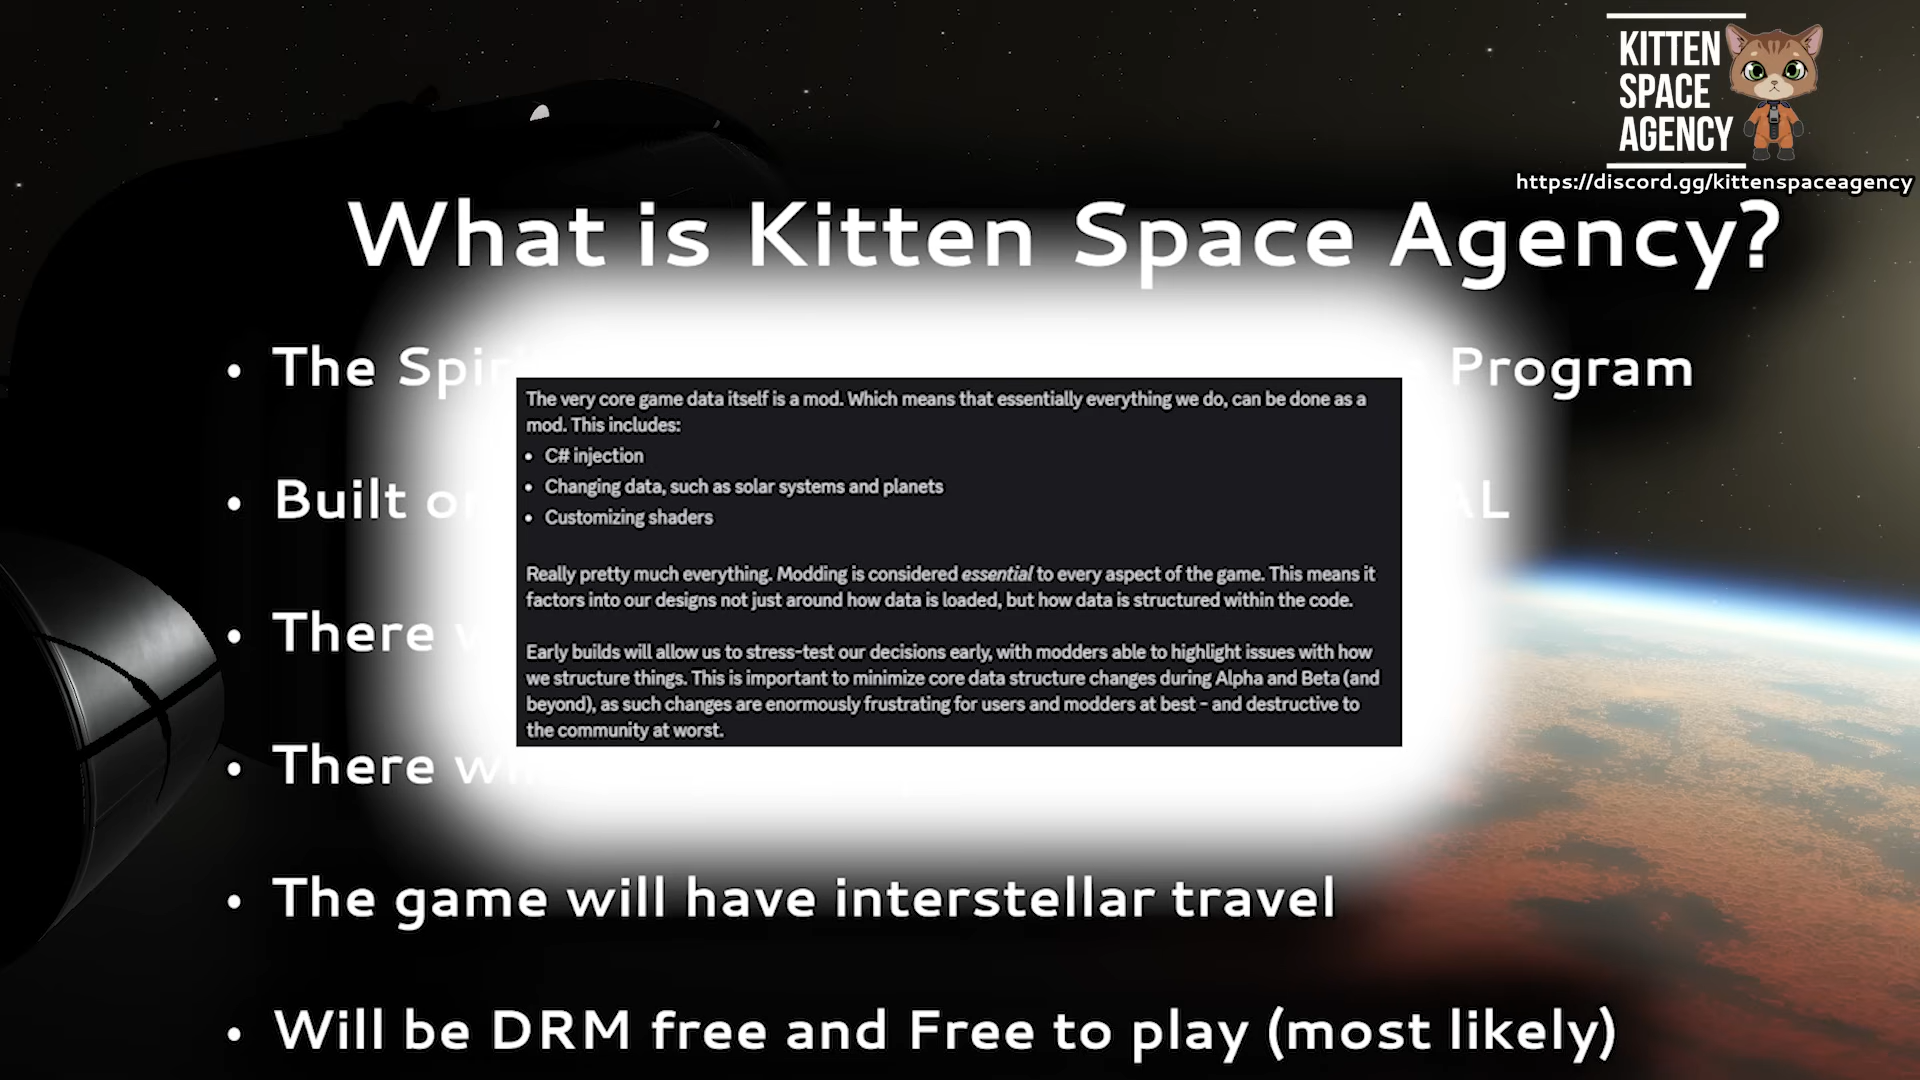 KITTEN
SPACE
AGENCY
https://discord.gg/kittenspaceagency
What is Kitten Space Agency?
• The Program
• Built
The very core game data itself is a mod. Which means that essentially everything we do, can be done as a
mod. This includes:
• C# injection
• Changing data, such as solar systems and planets
• Customizing shaders
Really pretty much everything. Modding is considered essential to every aspect of the game. This means it
factors into our designs not just around how data is loaded, but how data is structured within the code.
Early builds will allow us to stress-test our decisions early, with modders able to highlight issues with how
we structure things. This is important to minimize core data structure changes during Alpha and Beta (and
beyond), as such changes are enormously frustrating for users and modders at best - and destructive to
the community at worst.
• There
• There
• The game will have interstellar travel
• Will be DRM free and Free to play (most likely)